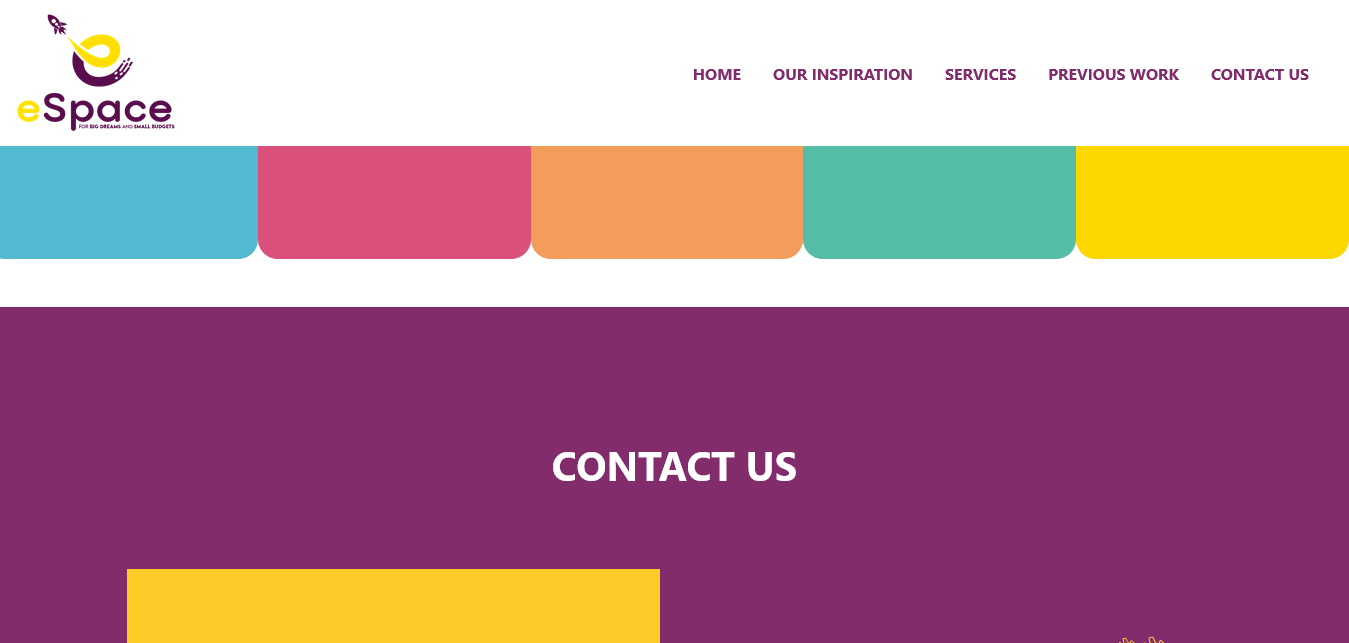 eSpace
FOR BIG DREAMS AND SMALL BUDGETS
HOME
OUR INSPIRATION
SERVICES
PREVIOUS WORK
CONTACT US
CONTACT US